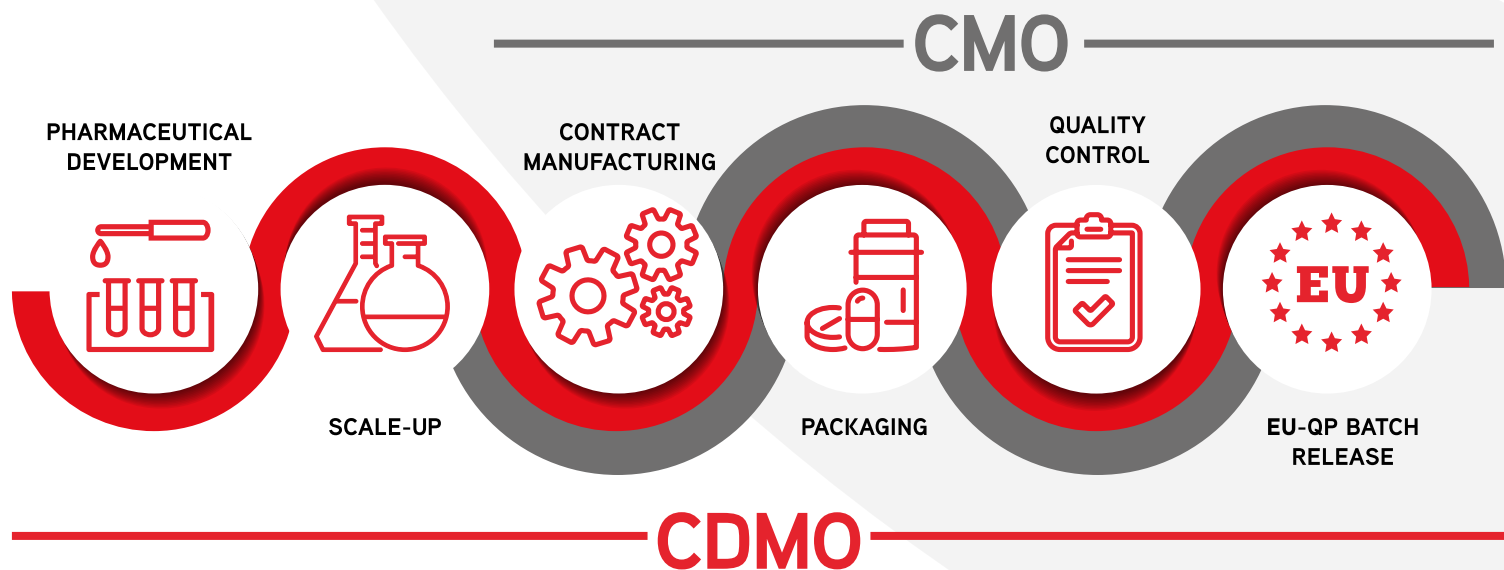 CMO
PHARMACEUTICAL
DEVELOPMENT
SCALE-UP
CONTRACT
MANUFACTURING
PACKAGING
QUALITY
CONTROL
EU
EU-QP BATCH
RELEASE
CDMO